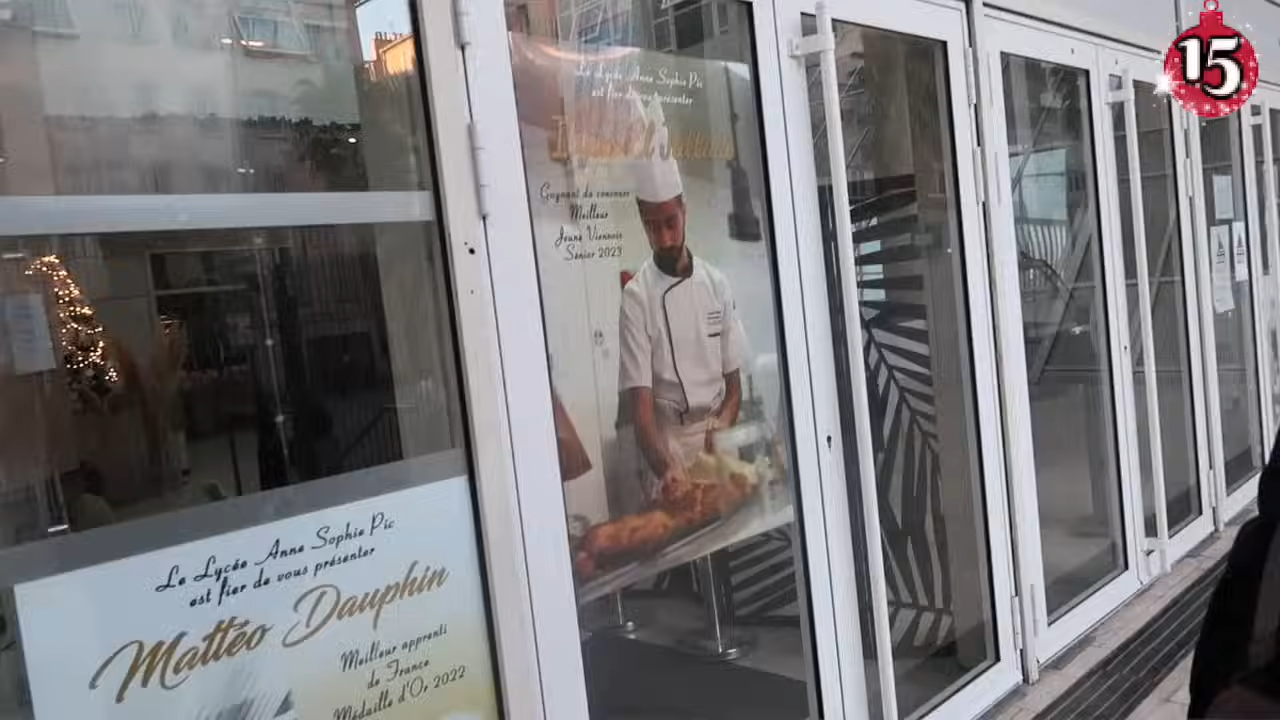 15
Le Lycée Anne Sophie Pic
est fier de vous présenter
Gagnant du concours
Meilleur
Jeune Viennois
Sénior 2023
Le Lycée Anne Sophie Pic
est fier de vous présenter
Mattéo Dauphin
Meilleur apprenti
de France
Médaille d'Or 2022